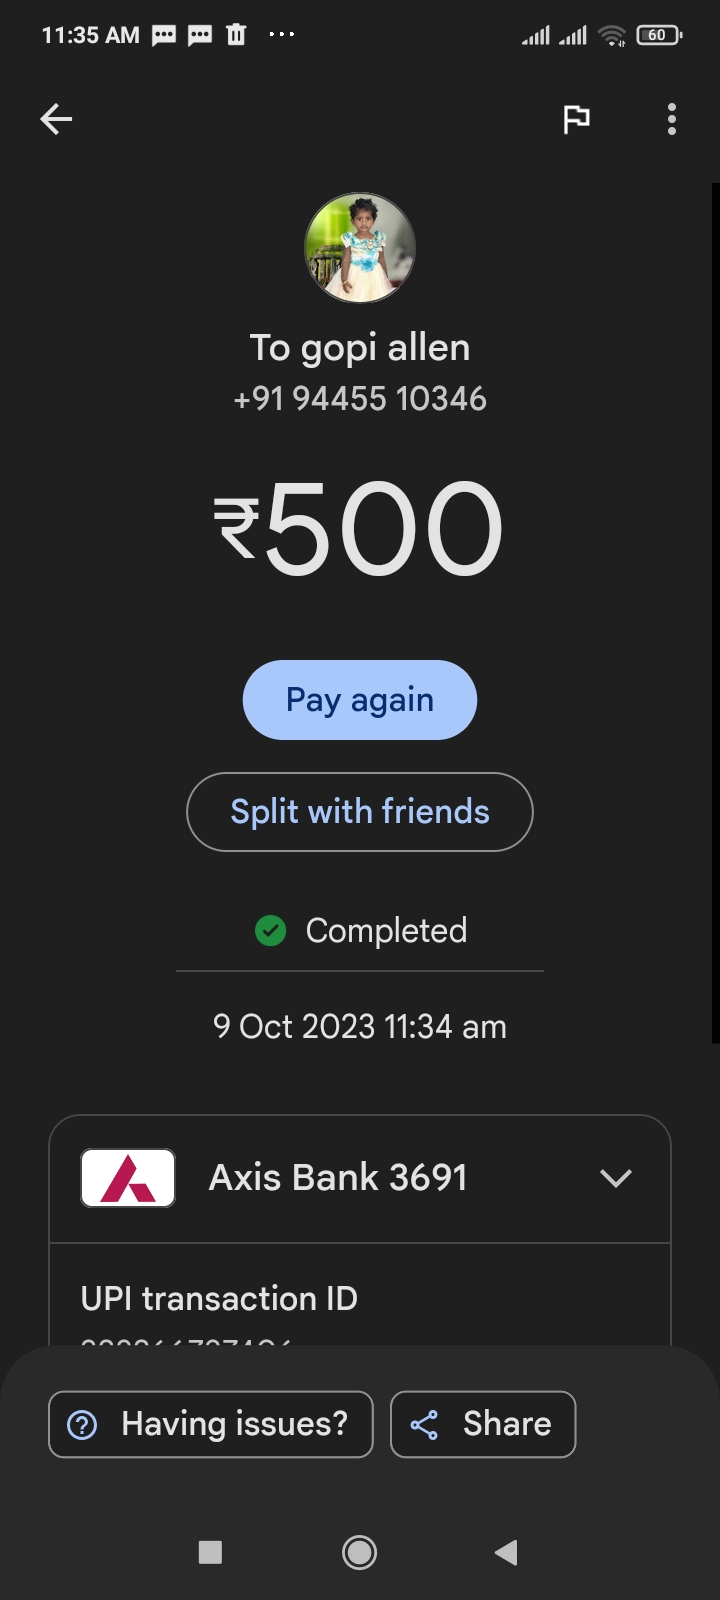 11:35 AM
60
To gopi allen
+91 94455 10346
₹500
Pay again
Split with friends
Completed
9 Oct 2023 11:34 am
Axis Bank 3691
UPI transaction ID
Having issues?
Share